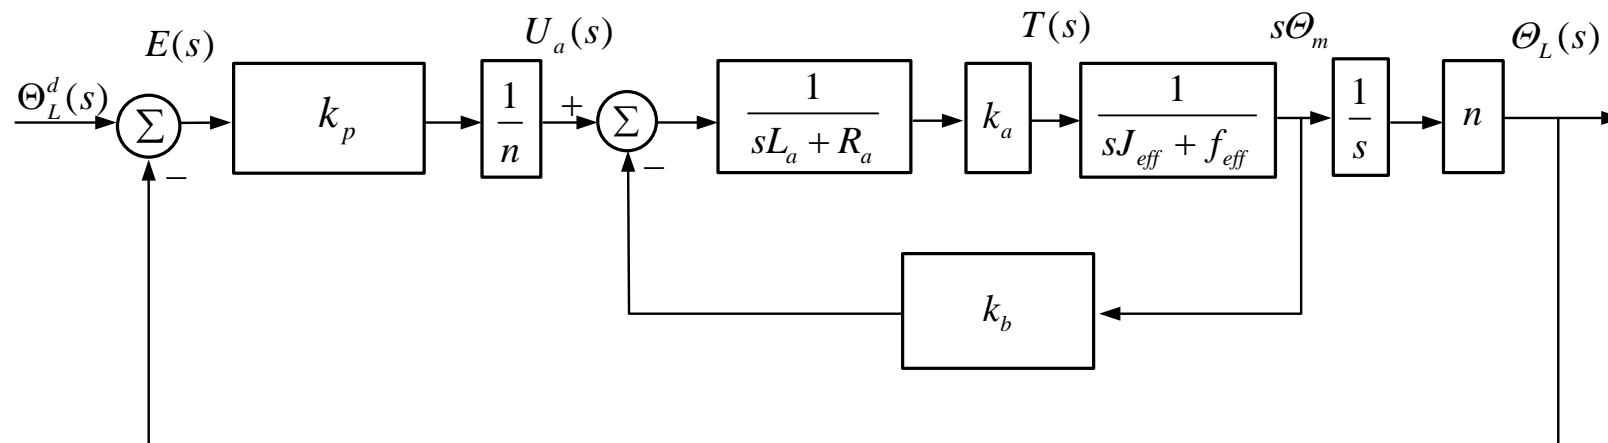 E(s)
U_a(s)
T(s)
sΘ_m
Θ_L(s)
Θ_L^d(s)
Σ
k_p
1/n
+
Σ
1/(sL_a + R_a)
k_a
1/(sJ_eff + f_eff)
1/s
n
−
−
k_b